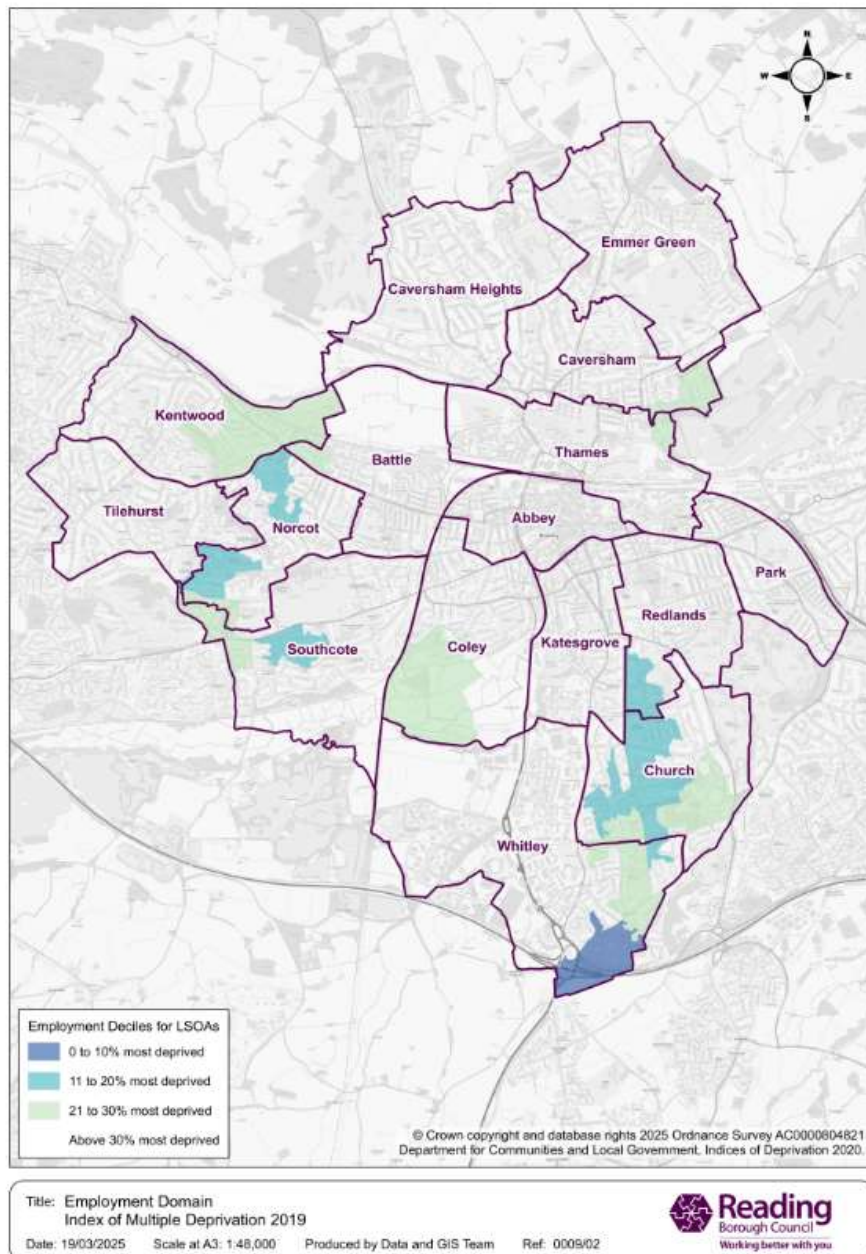 N
W E
S
Emmer Green
Caversham Heights
Caversham
Kentwood
Battle
Thames
Tilehurst
Norcot
Abbey
Park
Redlands
Southcote
Coley
Katesgrove
Church
Whitley
Employment Deciles for LSOAs
0 to 10% most deprived
11 to 20% most deprived
21 to 30% most deprived
Above 30% most deprived
© Crown copyright and database rights 2025 Ordnance Survey AC0000804821
Department for Communities and Local Government, Indices of Deprivation 2020.
Title: Employment Domain
Index of Multiple Deprivation 2019
Date: 19/03/2025 Scale at A3: 1:48,000 Produced by Data and GIS Team Ref: 0009/02
Reading
Borough Council
Working better with you